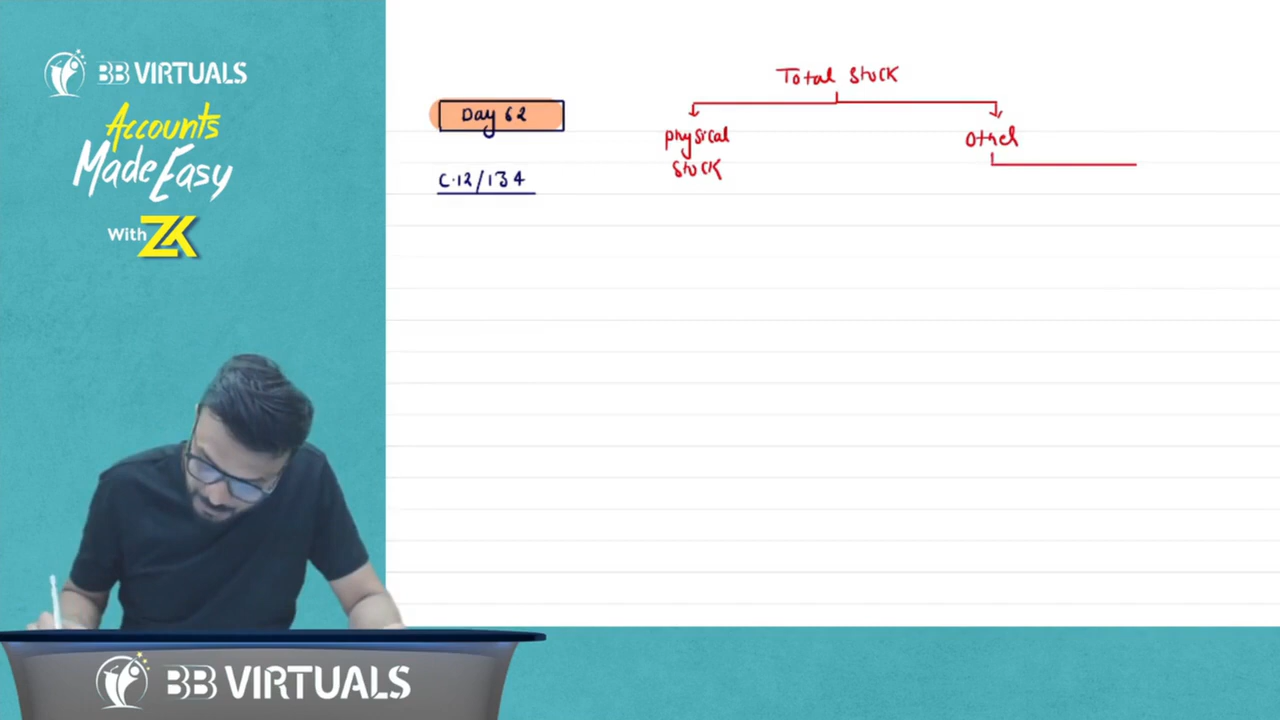 BB VIRTUALS
Accounts
Made Easy
With ZK
Day 62
C.12/134
Total Stock
Physical
Stock
Other
BB VIRTUALS